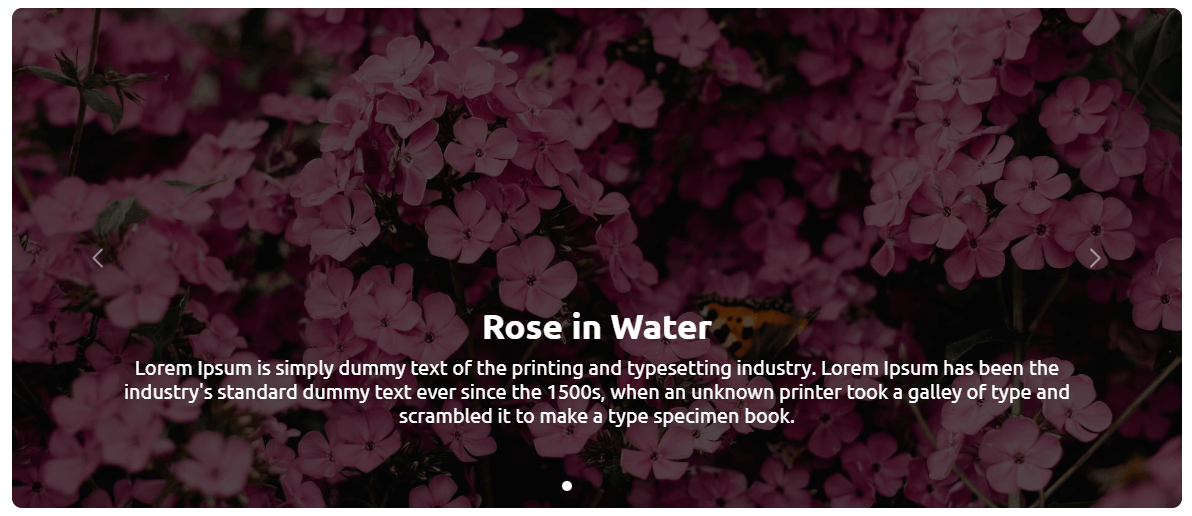 Rose in Water
Lorem Ipsum is simply dummy text of the printing and typesetting industry. Lorem Ipsum has been the
industry's standard dummy text ever since the 1500s, when an unknown printer took a galley of type and
scrambled it to make a type specimen book.